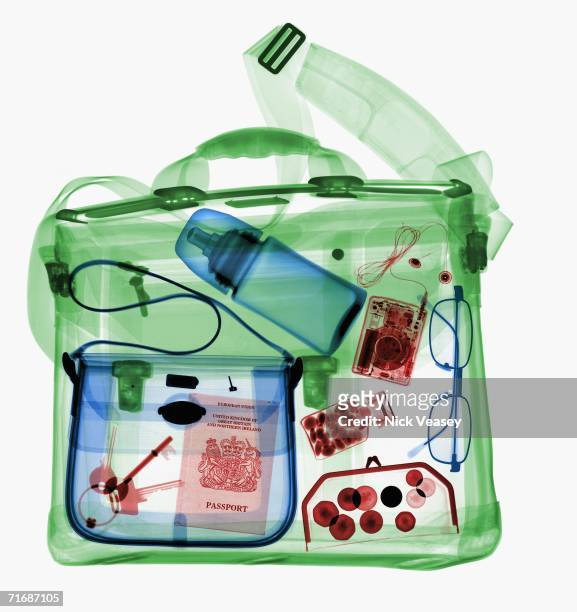 EUROPEAN UNION
UNITED KINGDOM OF
GREAT BRITAIN
AND NORTHERN IRELAND
PASSPORT
gettyimages®
Credit: Nick Veasey
71687105